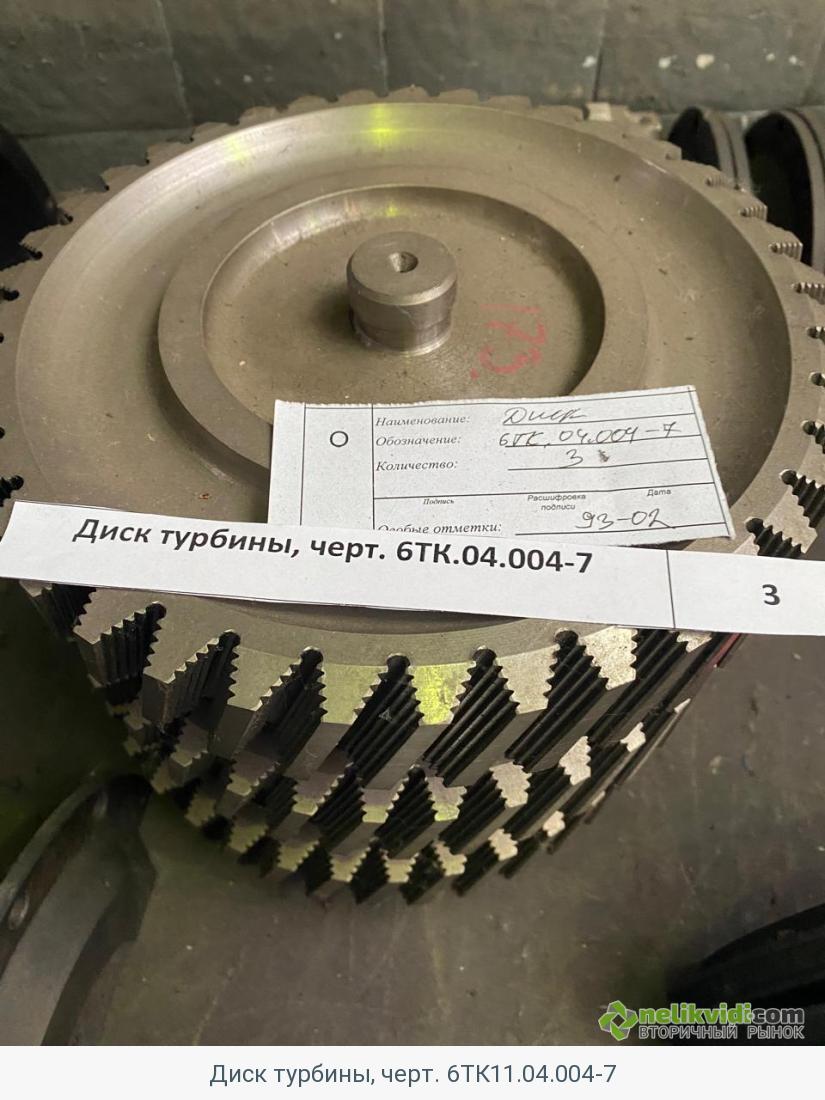 73.
Наименование: Диск
Обозначение: 6ТК.04.004-7
Количество: 3
Подпись Расшифровка подписи Дата
Особые отметки: 93-02
Диск турбины, черт. 6ТК.04.004-7 3
nelikvidi.com
ВТОРИЧНЫЙ РЫНОК
Диск турбины, черт. 6ТК11.04.004-7